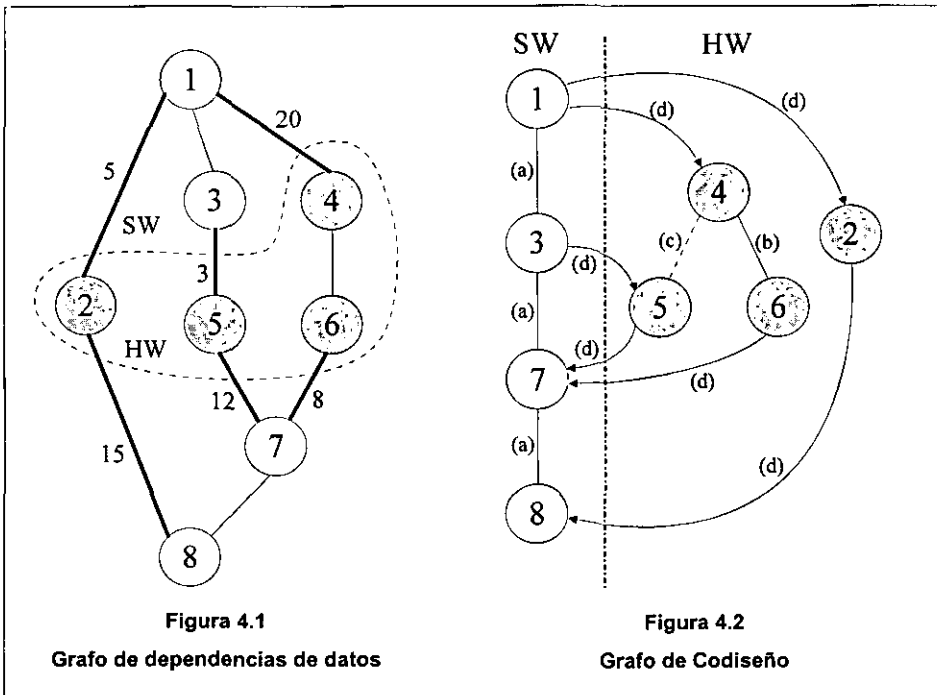 1
20
5
3
4
SW
3
2
5
6
HW
12
8
7
15
8
Figura 4.1
Grafo de dependencias de datos
SW
HW
1
(d)
(d)
(a)
4
2
3
(c)
(b)
(d)
5
6
(a)
(d)
7
(d)
(a)
(d)
8
Figura 4.2
Grafo de Codiseño